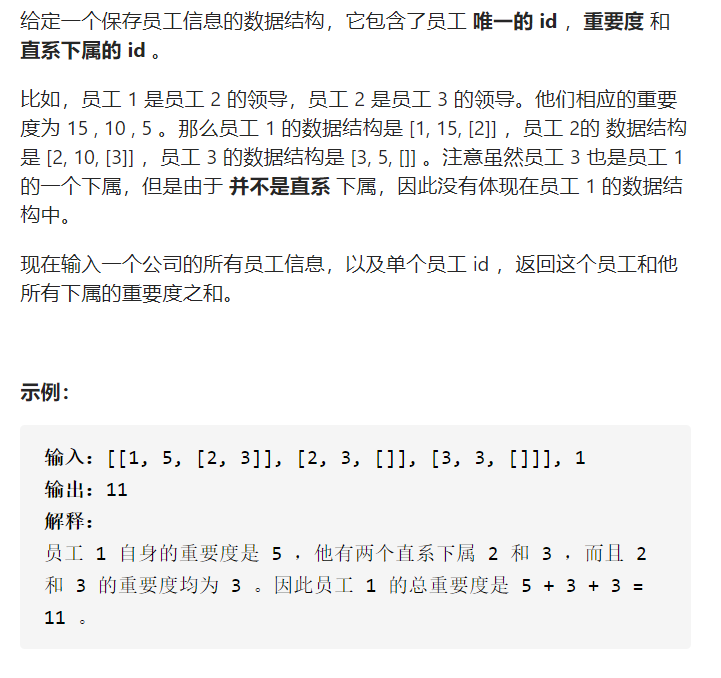 给定一个保存员工信息的数据结构，它包含了员工 唯一的 id ，重要度 和
直系下属的 id 。
比如，员工 1 是员工 2 的领导，员工 2 是员工 3 的领导。他们相应的重要
度为 15 , 10 , 5 。那么员工 1 的数据结构是 [1, 15, [2]] ，员工 2的 数据结构
是 [2, 10, [3]] ，员工 3 的数据结构是 [3, 5, []] 。注意虽然员工 3 也是员工 1
的一个下属，但是由于 并不是直系 下属，因此没有体现在员工 1 的数据结
构中。
现在输入一个公司的所有员工信息，以及单个员工 id ，返回这个员工和他
所有下属的重要度之和。
示例：
输入：[[1, 5, [2, 3]], [2, 3, []], [3, 3, []]], 1
输出：11
解释：
员工 1 自身的重要度是 5 ，他有两个直系下属 2 和 3 ，而且 2
和 3 的重要度均为 3 。因此员工 1 的总重要度是 5 + 3 + 3 =
11 。